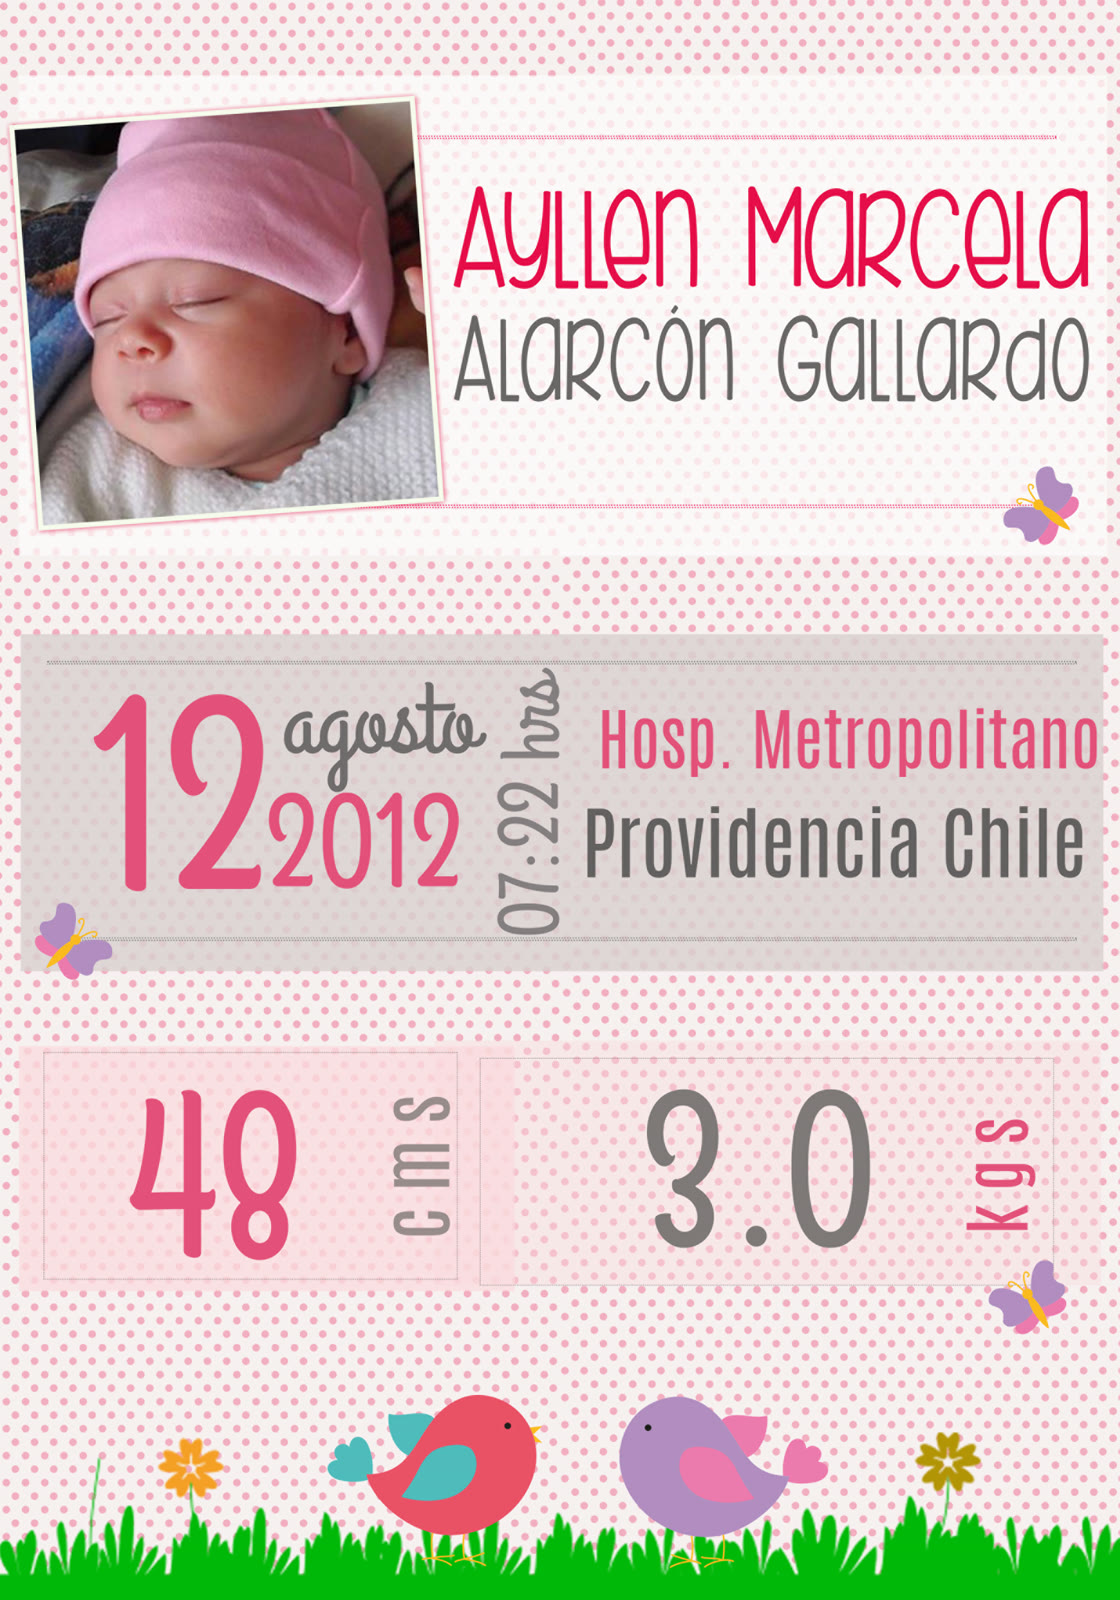 Ayllen Marcela
Alarcón Gallardo
12 agosto
2012
07:22 hrs
Hosp. Metropolitano
Providencia Chile
48 cms
3.0 kgs